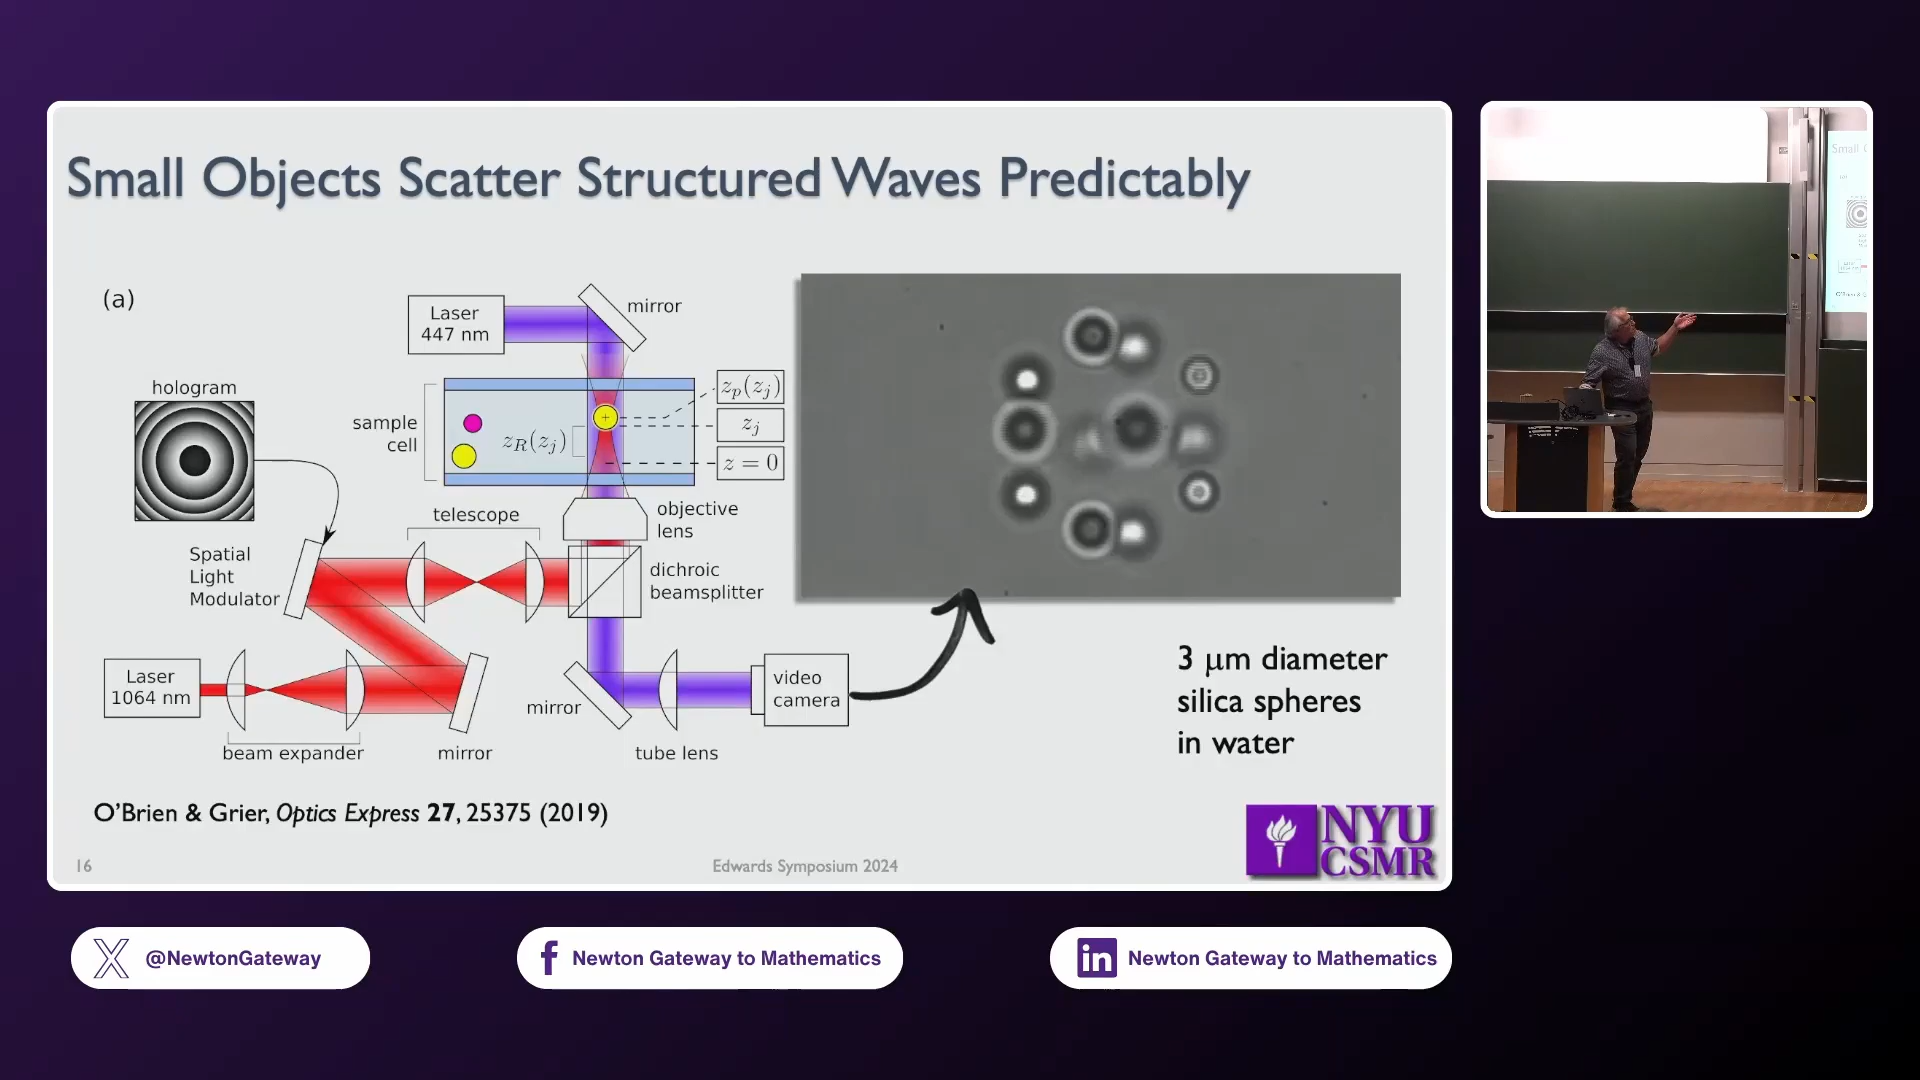 Small Objects Scatter Structured Waves Predictably
(a)
Laser
447 nm
mirror
hologram
sample
cell
z_p(z_j)
z_j
z_R(z_j)
z = 0
telescope
objective
lens
Spatial
Light
Modulator
dichroic
beamsplitter
Laser
1064 nm
beam expander
mirror
mirror
tube lens
video
camera
3 μm diameter
silica spheres
in water
O'Brien & Grier, Optics Express 27, 25375 (2019)
16
Edwards Symposium 2024
NYU
CSMR
@NewtonGateway
f Newton Gateway to Mathematics
in Newton Gateway to Mathematics